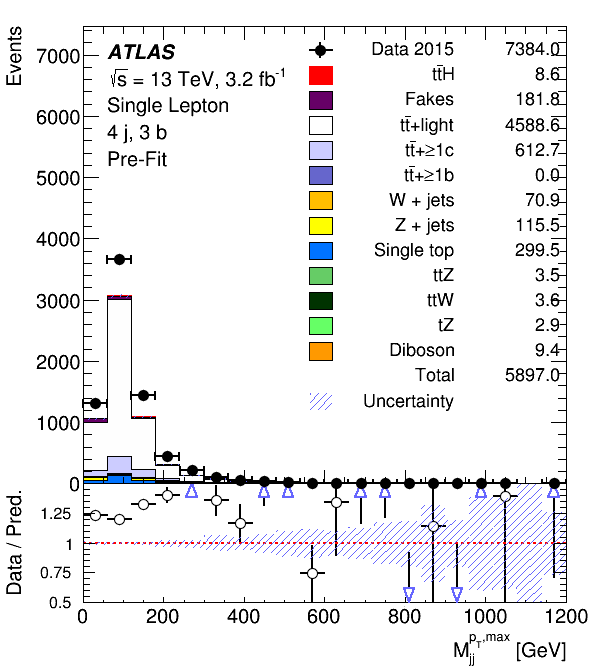 Events
7000
6000
5000
4000
3000
2000
1000
0
ATLAS
√s = 13 TeV, 3.2 fb⁻¹
Single Lepton
4 j, 3 b
Pre-Fit
Data 2015 7384.0
tt̄H 8.6
Fakes 181.8
tt̄+light 4588.6
tt̄+≥1c 612.7
tt̄+≥1b 0.0
W + jets 70.9
Z + jets 115.5
Single top 299.5
ttZ 3.5
ttW 3.6
tZ 2.9
Diboson 9.4
Total 5897.0
Uncertainty
Data / Pred.
1.25
1
0.75
0.5
0 200 400 600 800 1000 1200
M_jj^{p_T,max} [GeV]